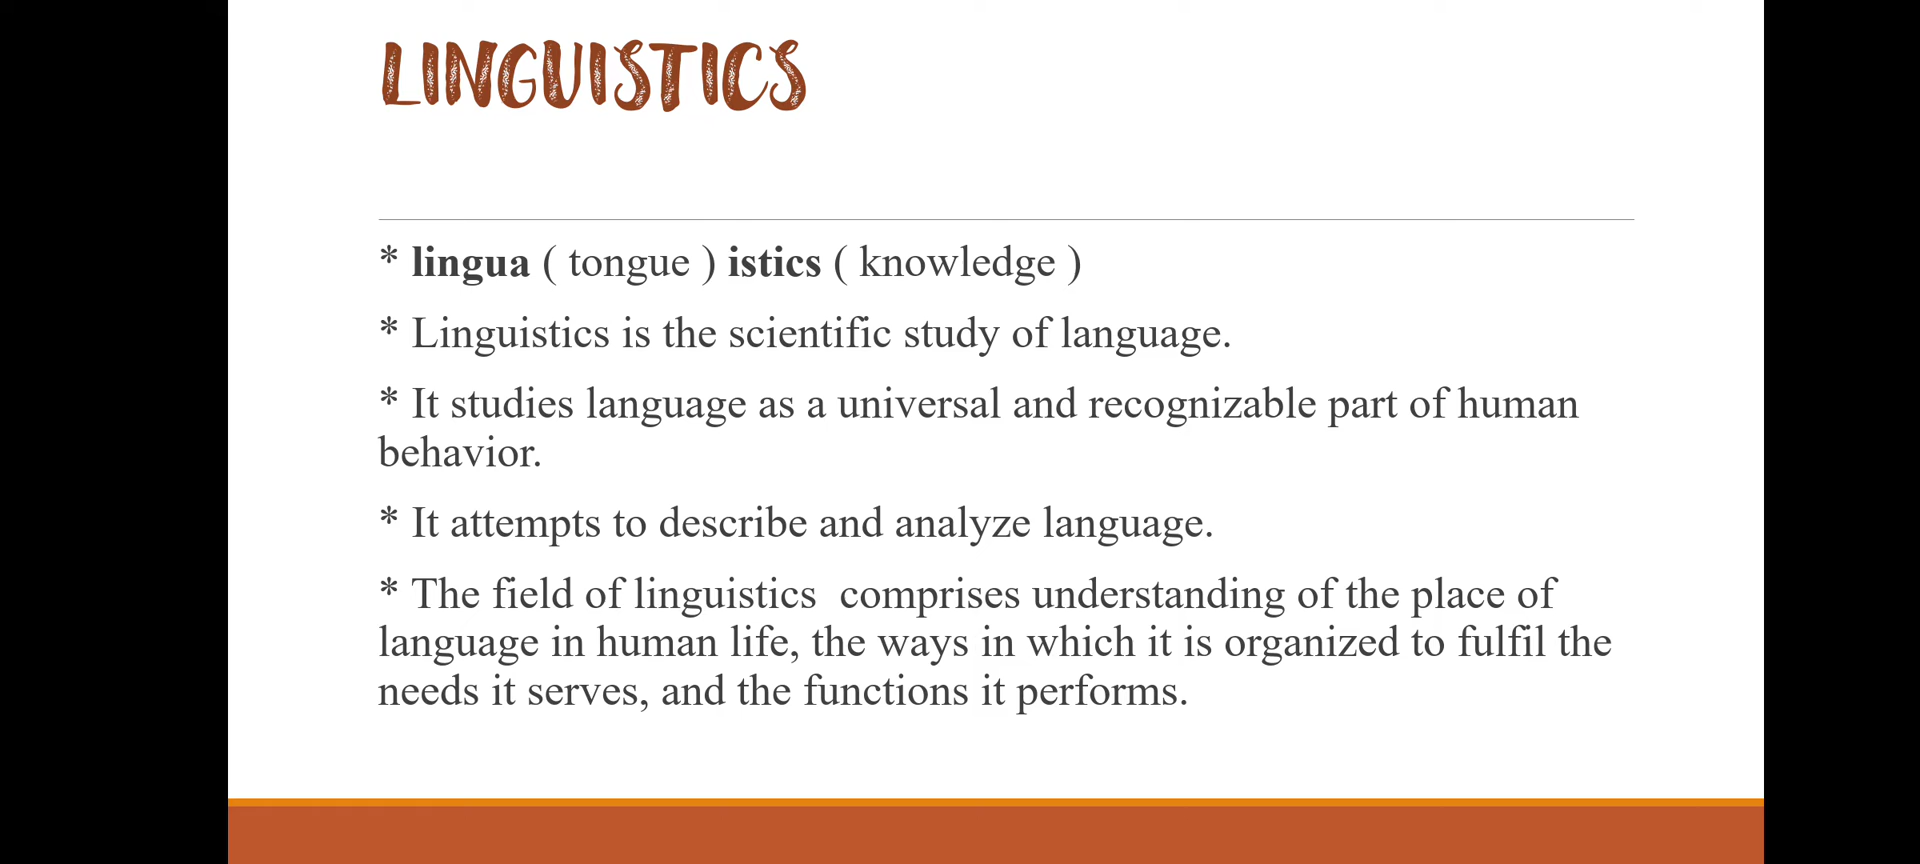 LINGUISTICS
* lingua ( tongue ) istics ( knowledge )
* Linguistics is the scientific study of language.
* It studies language as a universal and recognizable part of human
behavior.
* It attempts to describe and analyze language.
* The field of linguistics  comprises understanding of the place of
language in human life, the ways in which it is organized to fulfil the
needs it serves, and the functions it performs.